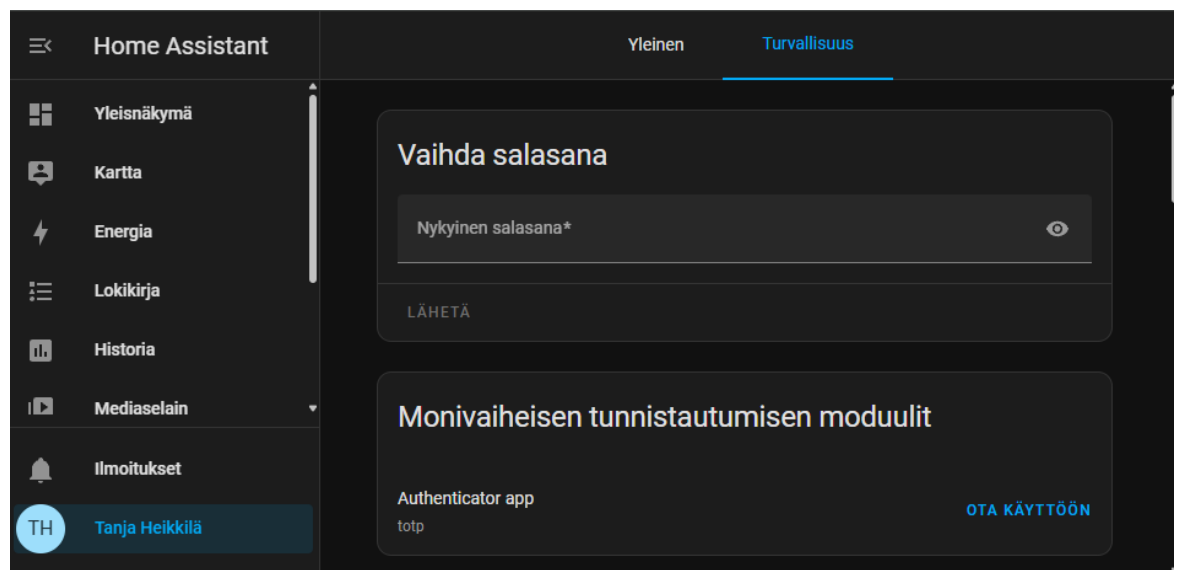 Home Assistant
Yleisnäkymä
Kartta
Energia
Lokikirja
Historia
Mediaselain
Ilmoitukset
TH
Tanja Heikkilä
Yleinen
Turvallisuus
Vaihda salasana
Nykyinen salasana*
LÄHETÄ
Monivaiheisen tunnistautumisen moduulit
Authenticator app
totp
OTA KÄYTTÖÖN